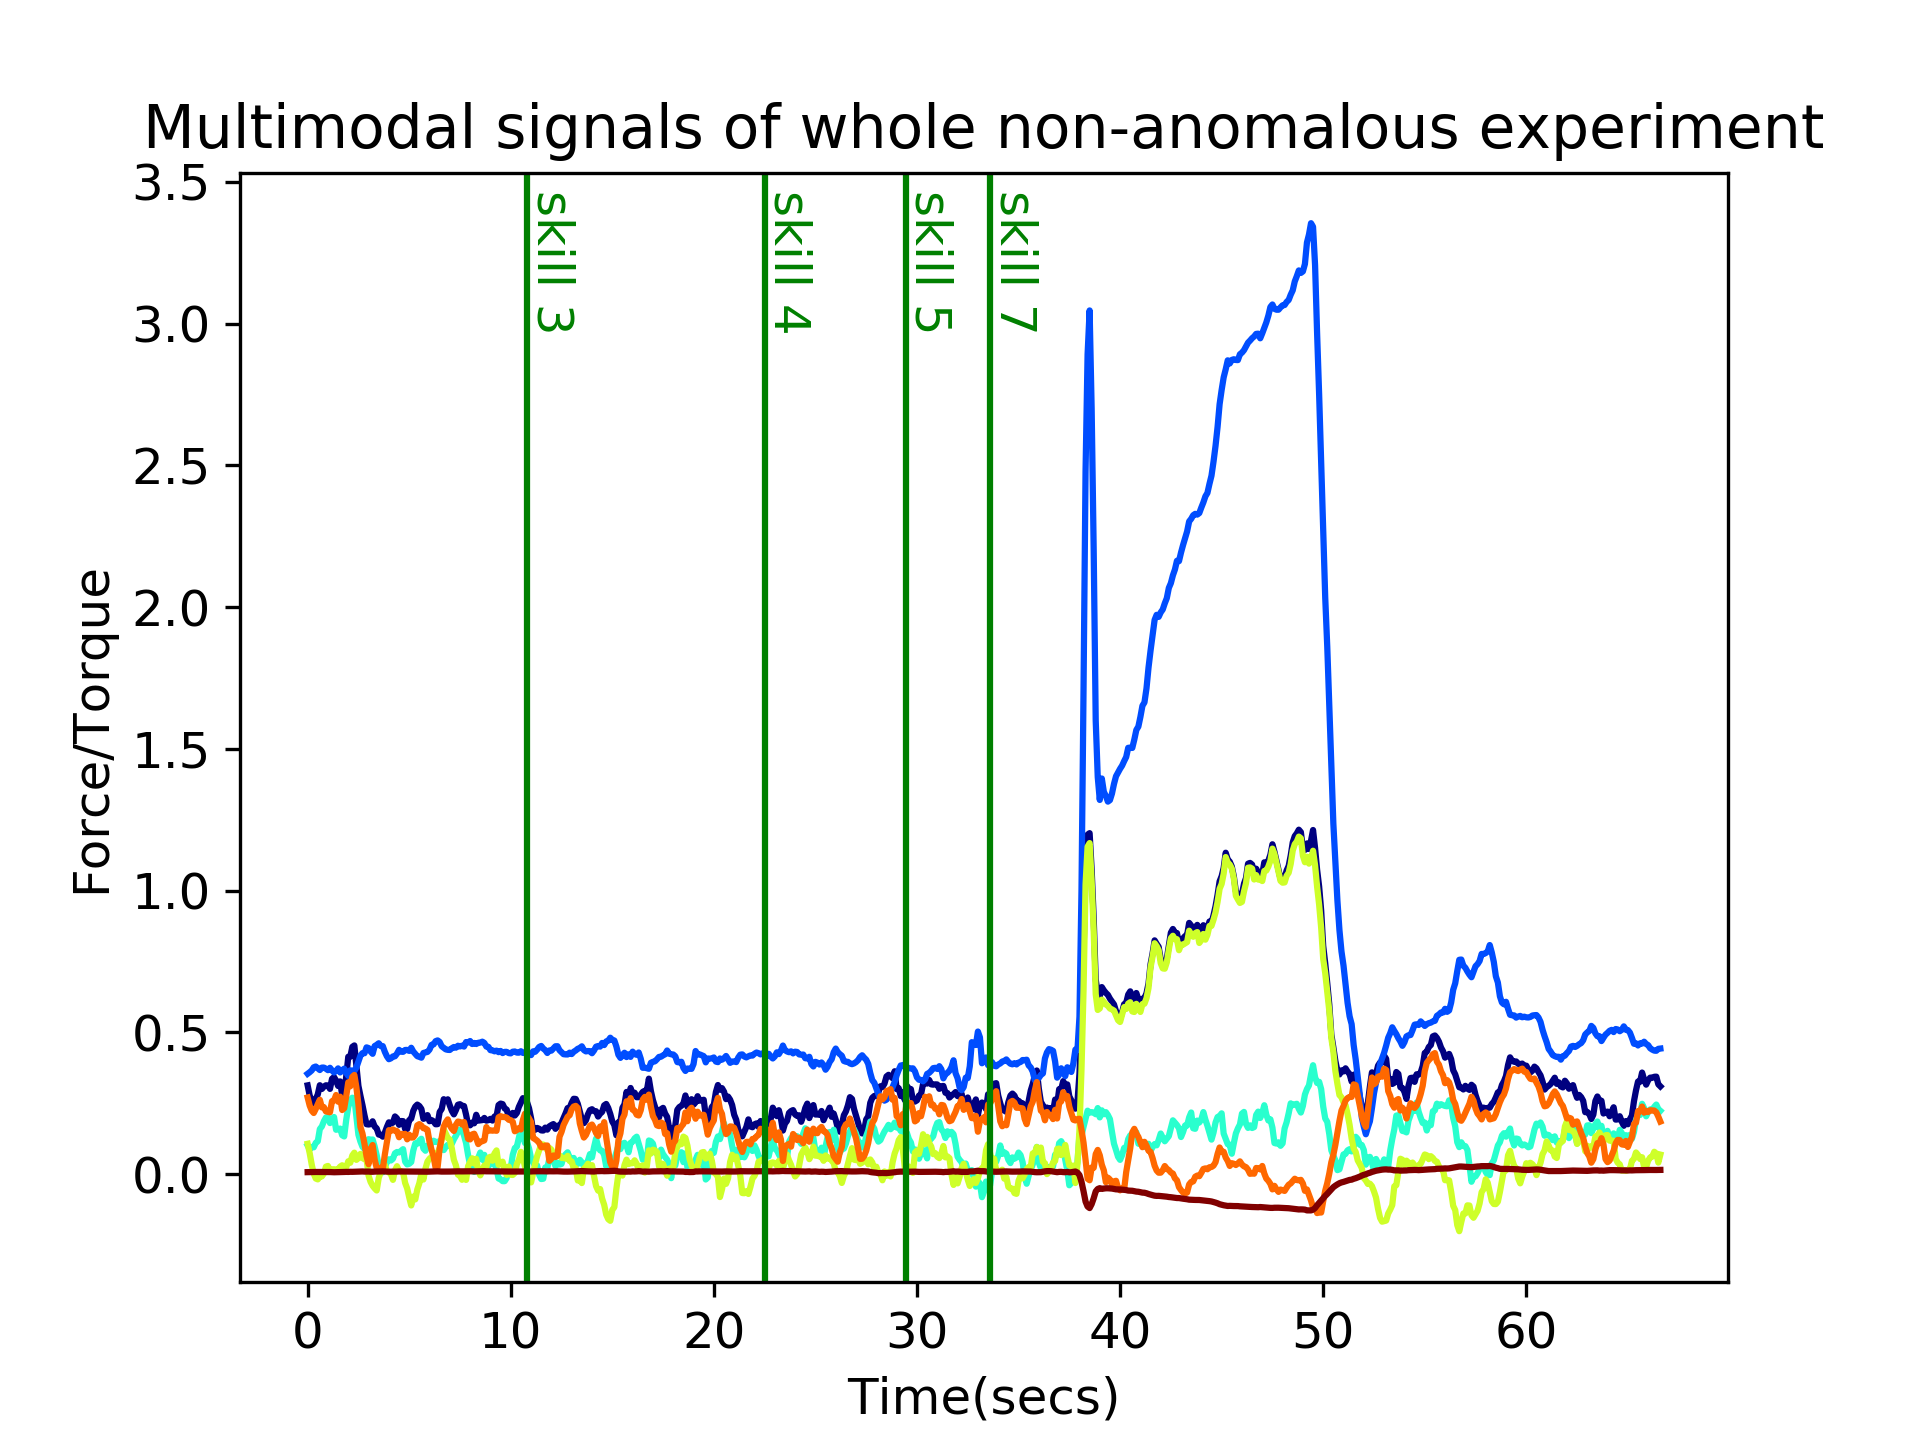 Multimodal signals of whole non-anomalous experiment
3.5
3.0
2.5
2.0
1.5
1.0
0.5
0.0
Force/Torque
skill 3
skill 4
skill 5
skill 7
0 10 20 30 40 50 60
Time(secs)